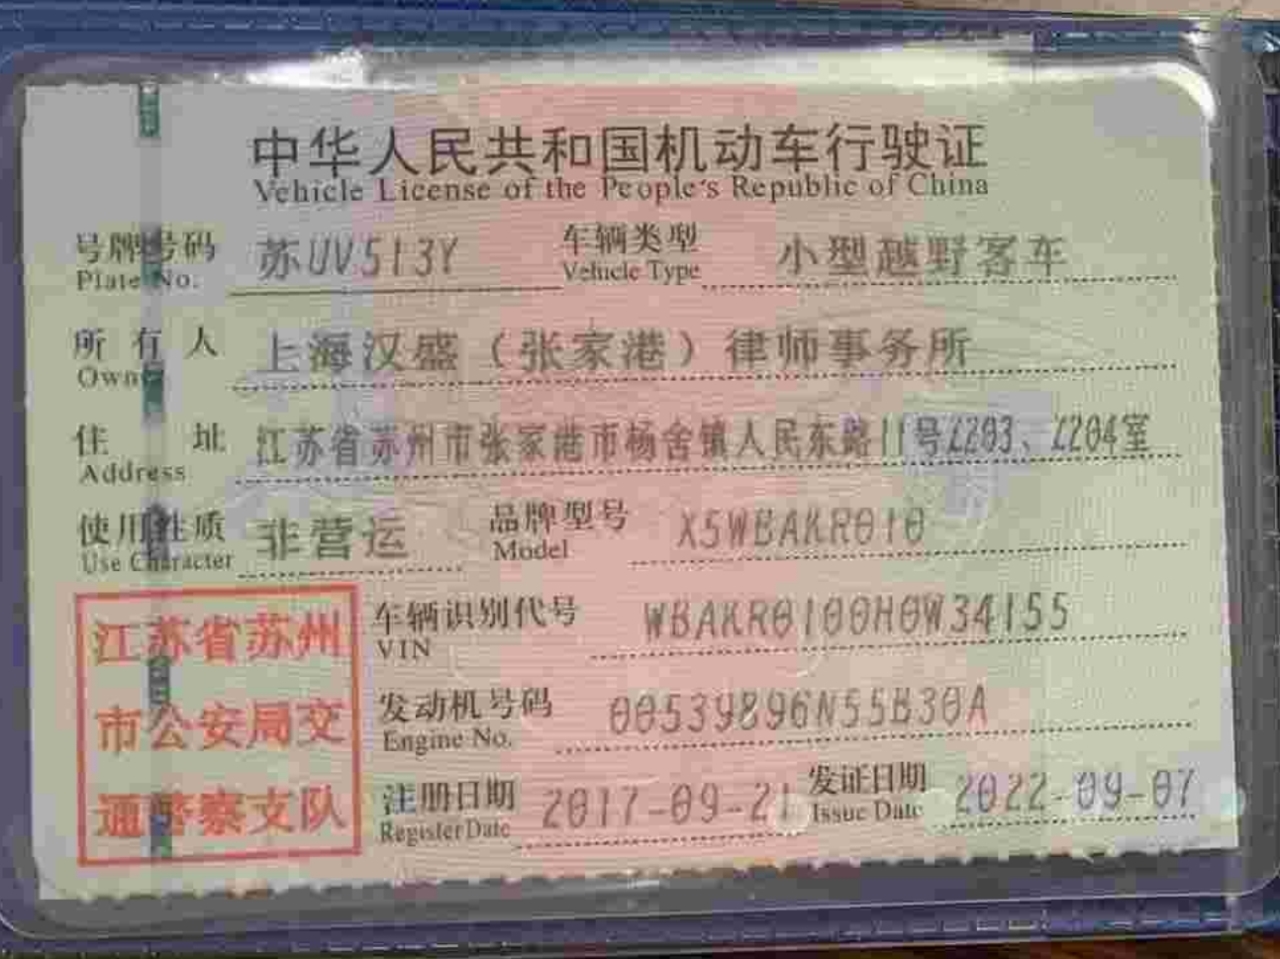 中华人民共和国机动车行驶证
Vehicle License of the People's Republic of China
号牌号码 苏UV513Y 车辆类型 小型越野客车
Plate No. Vehicle Type
所有人 上海汉盛（张家港）律师事务所
Owner
住址 江苏省苏州市张家港市杨舍镇人民东路11号Z203、Z204室
Address
使用性质 非营运 品牌型号 X5WBAKR010
Use Character Model
江苏省苏州
市公安局交
通警察支队
车辆识别代号 WBAKR0100H0W34155
VIN
发动机号码 00539896N55B30A
Engine No.
注册日期 2017-09-21 发证日期 2022-09-07
Register Date Issue Date